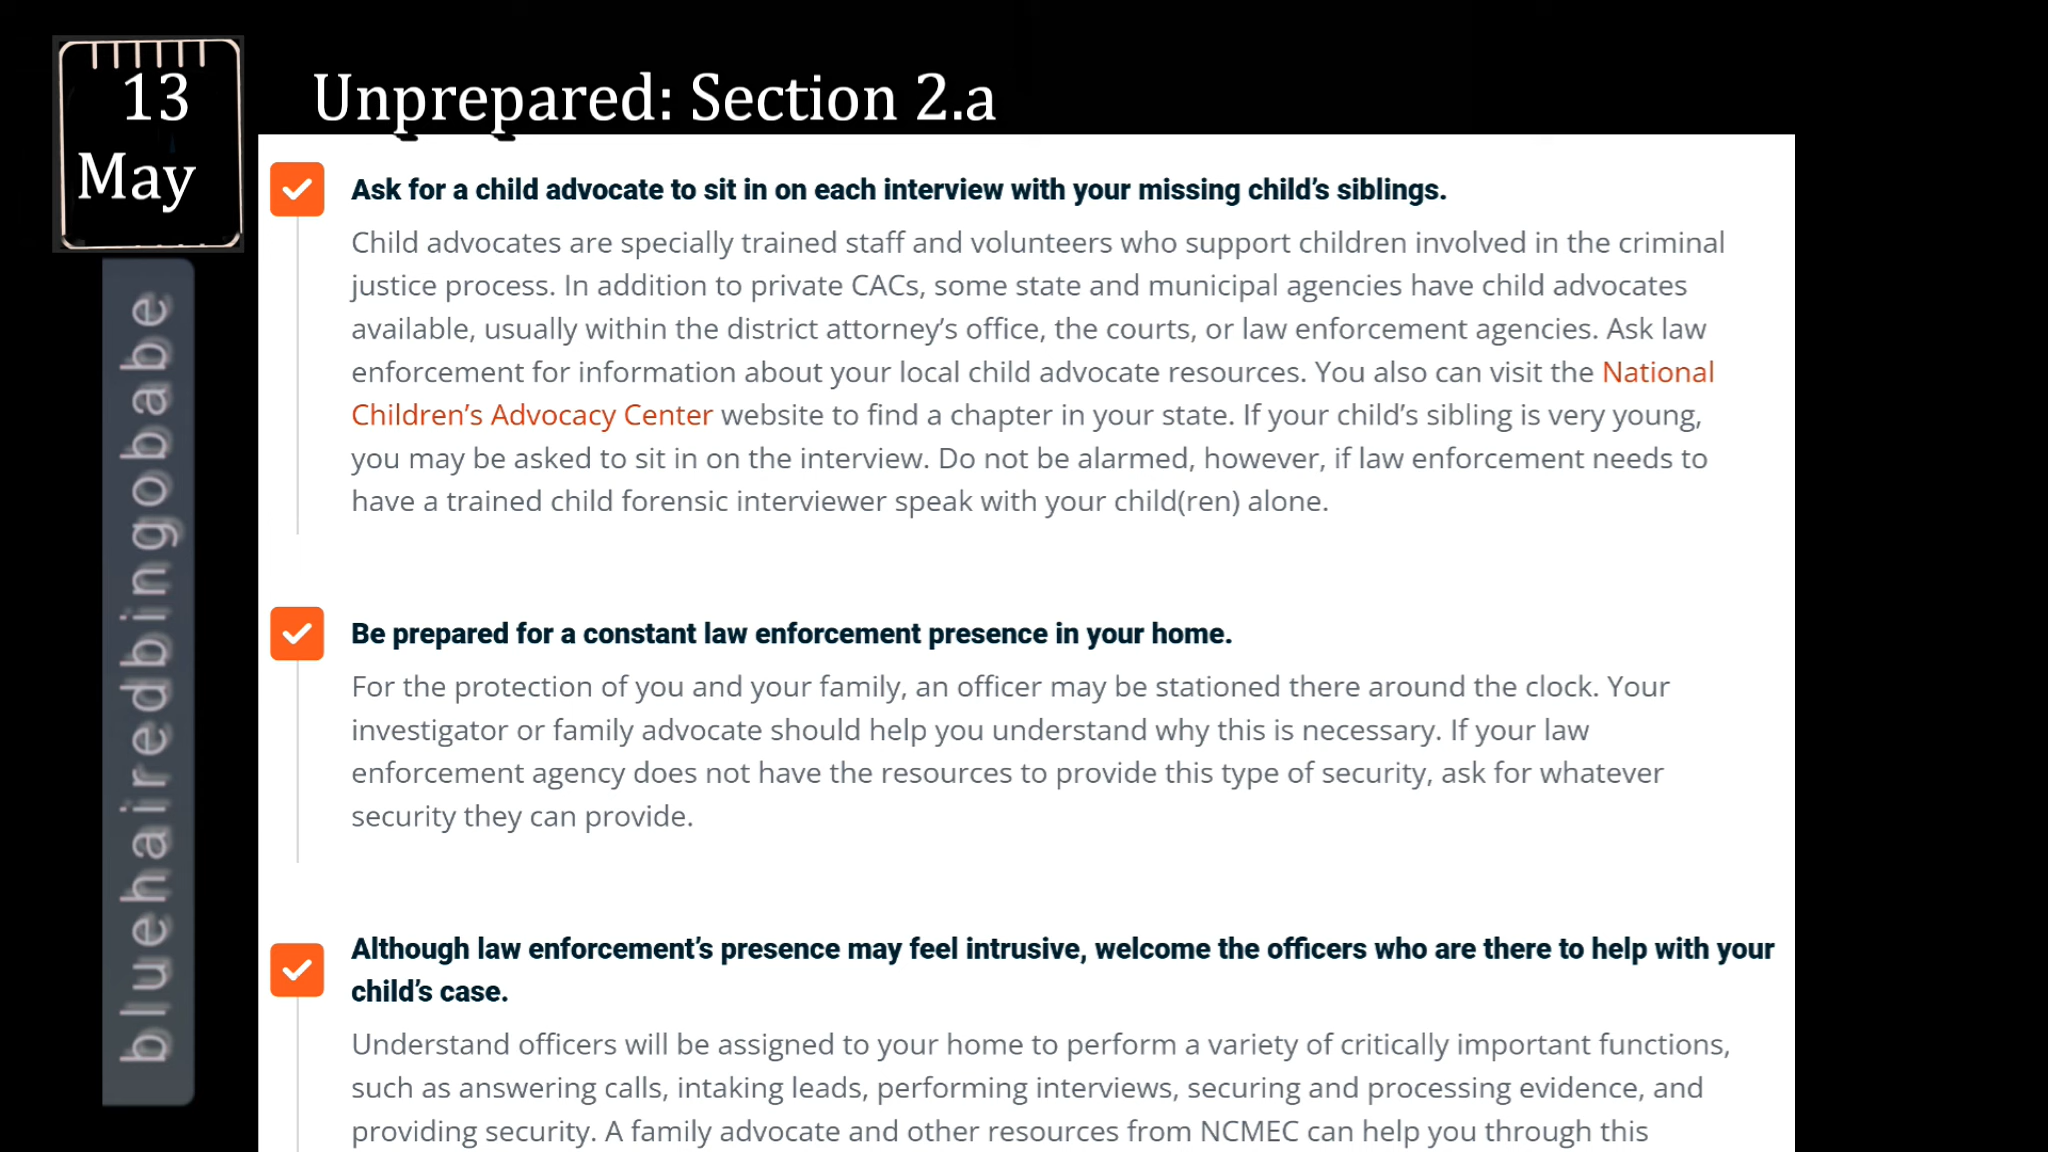 13
May
Unprepared: Section 2.a
bluehairedblingobabe
Ask for a child advocate to sit in on each interview with your missing child’s siblings.
Child advocates are specially trained staff and volunteers who support children involved in the criminal
justice process. In addition to private CACs, some state and municipal agencies have child advocates
available, usually within the district attorney’s office, the courts, or law enforcement agencies. Ask law
enforcement for information about your local child advocate resources. You also can visit the National
Children’s Advocacy Center website to find a chapter in your state. If your child’s sibling is very young,
you may be asked to sit in on the interview. Do not be alarmed, however, if law enforcement needs to
have a trained child forensic interviewer speak with your child(ren) alone.
Be prepared for a constant law enforcement presence in your home.
For the protection of you and your family, an officer may be stationed there around the clock. Your
investigator or family advocate should help you understand why this is necessary. If your law
enforcement agency does not have the resources to provide this type of security, ask for whatever
security they can provide.
Although law enforcement’s presence may feel intrusive, welcome the officers who are there to help with your
child’s case.
Understand officers will be assigned to your home to perform a variety of critically important functions,
such as answering calls, intaking leads, performing interviews, securing and processing evidence, and
providing security. A family advocate and other resources from NCMEC can help you through this